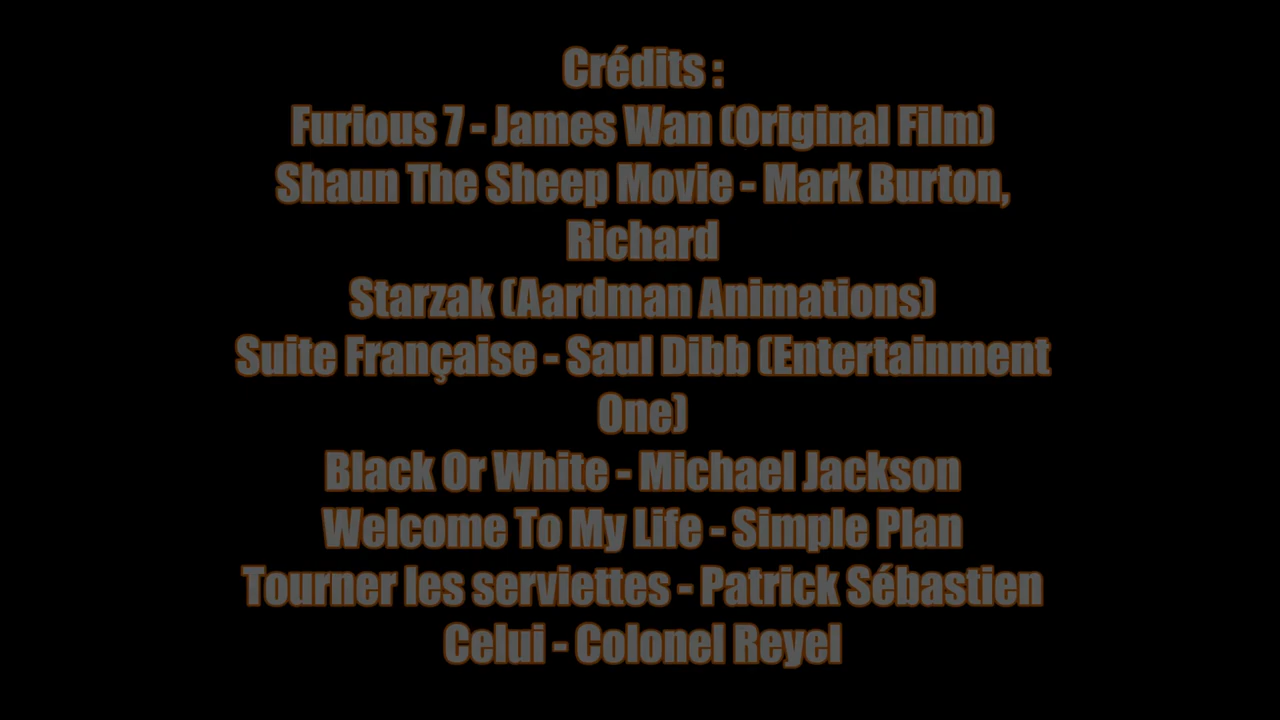 Crédits :
Furious 7 - James Wan (Original Film)
Shaun The Sheep Movie - Mark Burton,
Richard
Starzak (Aardman Animations)
Suite Française - Saul Dibb (Entertainment
One)
Black Or White - Michael Jackson
Welcome To My Life - Simple Plan
Tourner les serviettes - Patrick Sébastien
Celui - Colonel Reyel